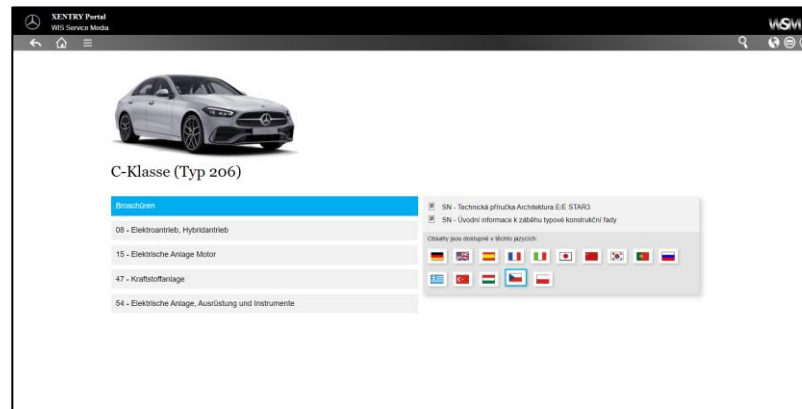 XENTRY Portal
WIS Service Media
WSM
C-Klasse (Typ 206)
Broschüren
08 - Elektroantrieb, Hybridantrieb
15 - Elektrische Anlage Motor
47 - Kraftstoffanlage
54 - Elektrische Anlage, Ausrüstung und Instrumente
SN - Technická příručka Architektura E/E STAR3
SN - Úvodní informace k záběhu typové konstrukční řady
Obsahy jsou dostupné v těchto jazycích: